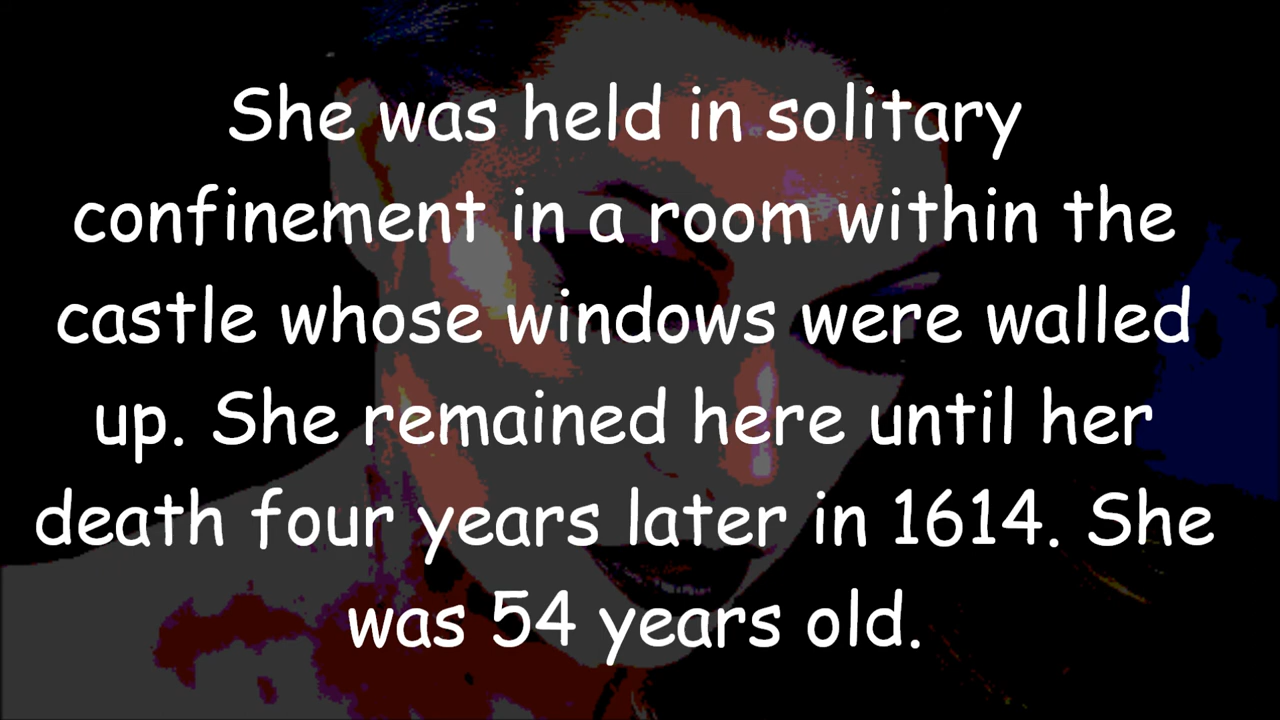 She was held in solitary
confinement in a room within the
castle whose windows were walled
up. She remained here until her
death four years later in 1614. She
was 54 years old.